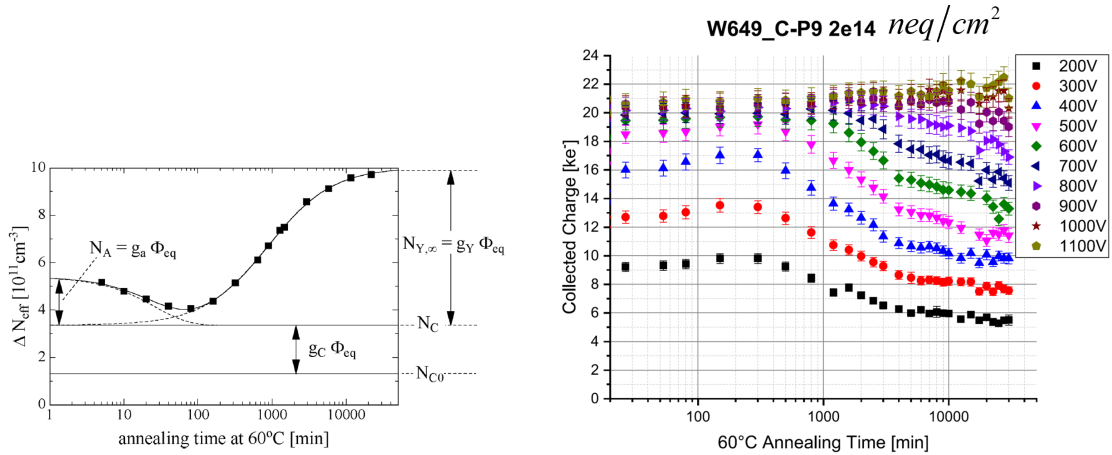 10
8
6
4
2
0
Δ N_eff [10^11 cm^-3]
N_A = g_a Φ_eq
N_Y,∞ = g_Y Φ_eq
N_C
g_C Φ_eq
N_C0
1 10 100 1000 10000
annealing time at 60°C [min]
W649_C-P9 2e14 neq/cm^2
24
22
20
18
16
14
12
10
8
6
4
2
0
Collected Charge [ke^-]
100 1000 10000
60°C Annealing Time [min]
200V
300V
400V
500V
600V
700V
800V
900V
1000V
1100V